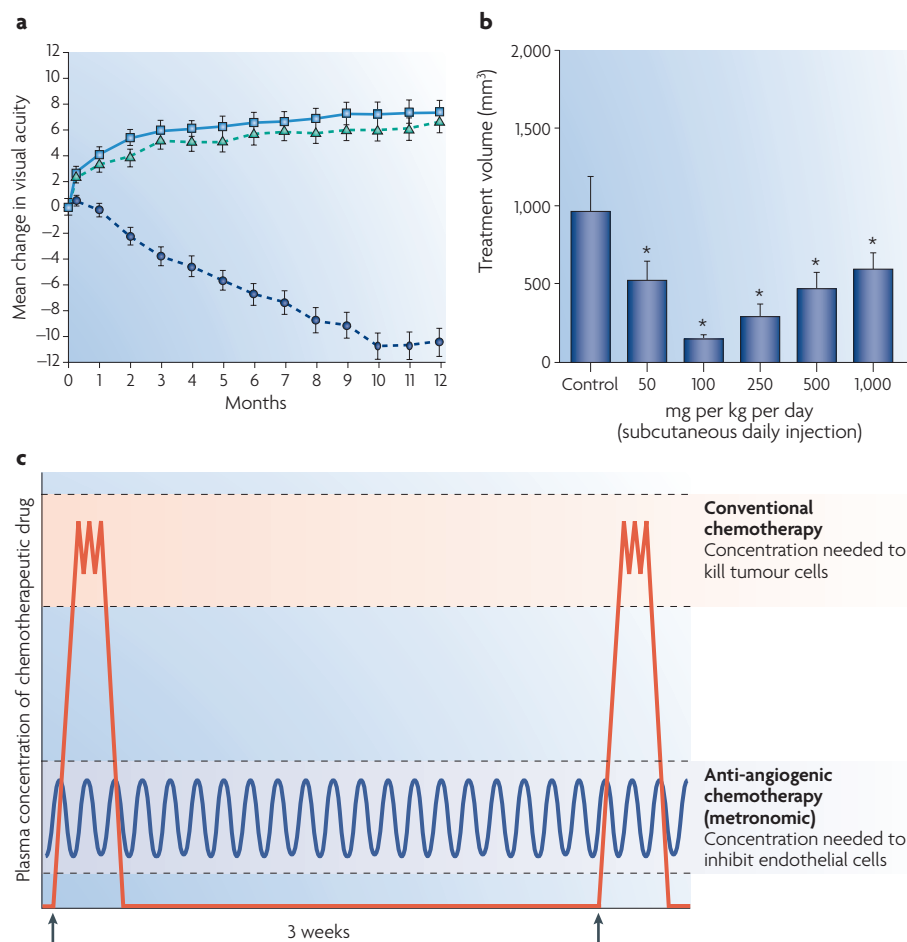 a
Mean change in visual acuity
12
10
8
6
4
2
0
−2
−4
−6
−8
−10
−12
0 1 2 3 4 5 6 7 8 9 10 11 12
Months
b
Treatment volume (mm³)
2,000
1,500
1,000
500
0
* * * * *
Control 50 100 250 500 1,000
mg per kg per day
(subcutaneous daily injection)
c
Plasma concentration of chemotherapeutic drug
Conventional
chemotherapy
Concentration needed to
kill tumour cells
Anti-angiogenic
chemotherapy
(metronomic)
Concentration needed to
inhibit endothelial cells
3 weeks